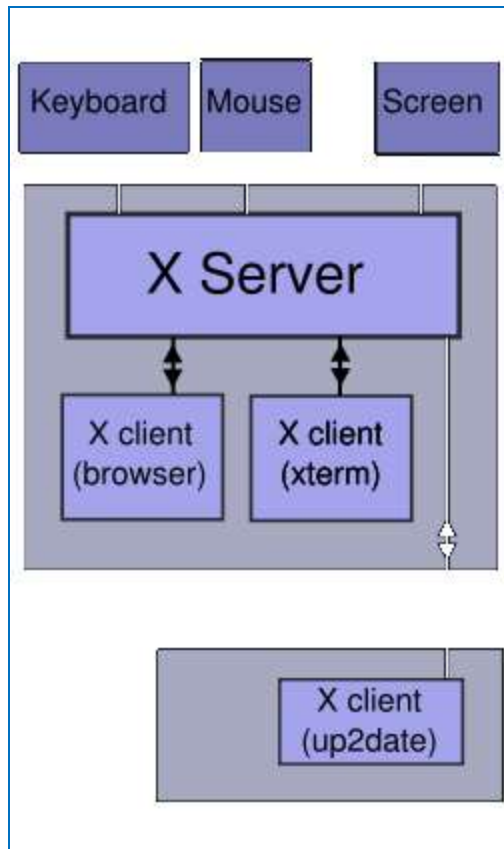 Keyboard
Mouse
Screen
X Server
X client
(browser)
X client
(xterm)
X client
(up2date)